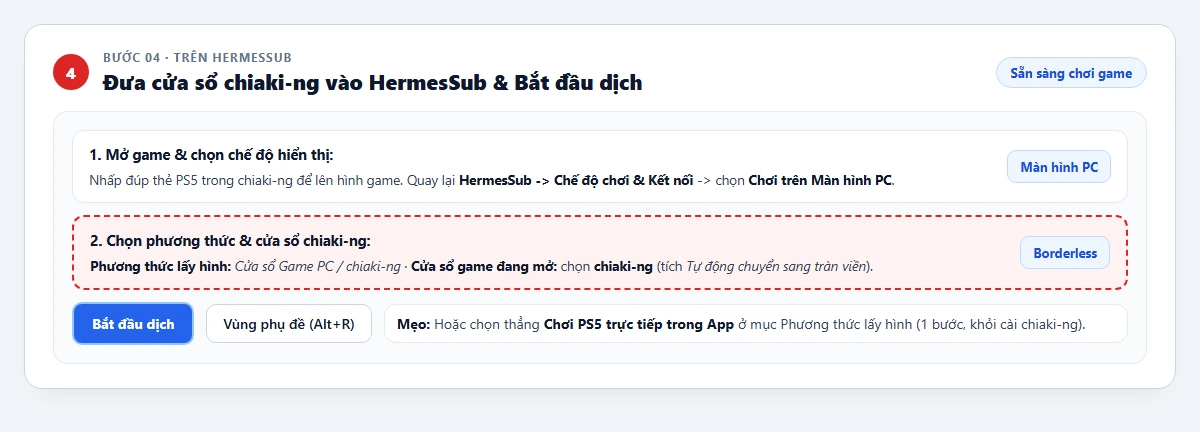 4
BƯỚC 04 · TRÊN HERMESSUB
Đưa cửa sổ chiaki-ng vào HermesSub & Bắt đầu dịch
Sẵn sàng chơi game
1. Mở game & chọn chế độ hiển thị:
Nhấp đúp thẻ PS5 trong chiaki-ng để lên hình game. Quay lại HermesSub -> Chế độ chơi & Kết nối -> chọn Chơi trên Màn hình PC.
Màn hình PC
2. Chọn phương thức & cửa sổ chiaki-ng:
Phương thức lấy hình: Cửa sổ Game PC / chiaki-ng · Cửa sổ game đang mở: chọn chiaki-ng (tích Tự động chuyển sang tràn viền).
Borderless
Bắt đầu dịch
Vùng phụ đề (Alt+R)
Mẹo: Hoặc chọn thẳng Chơi PS5 trực tiếp trong App ở mục Phương thức lấy hình (1 bước, khỏi cài chiaki-ng).